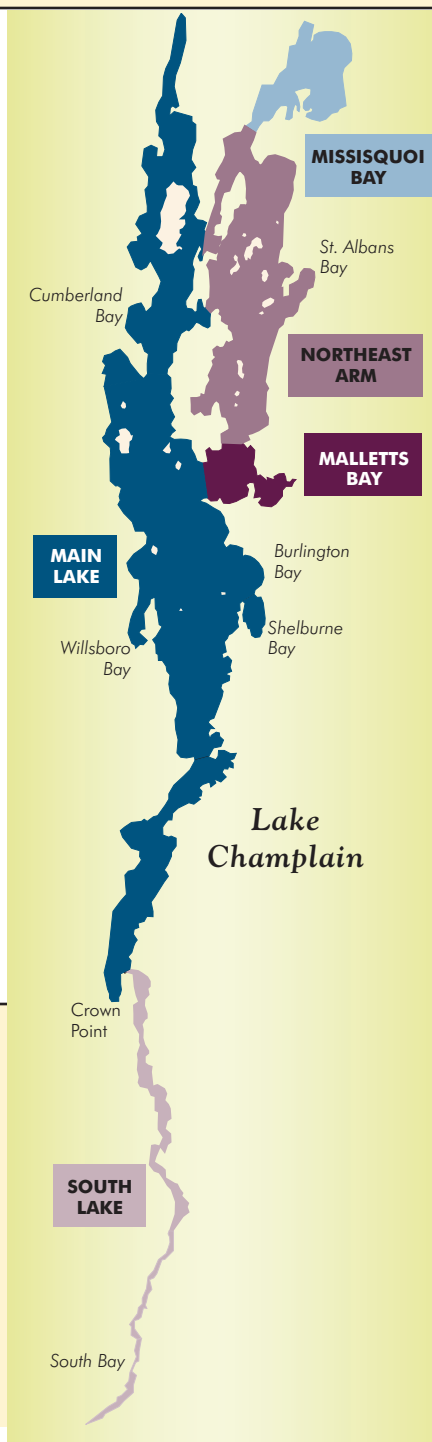 MISSISQUOI
BAY
St. Albans
Bay
Cumberland
Bay
NORTHEAST
ARM
MALLETTS
BAY
MAIN
LAKE
Burlington
Bay
Shelburne
Bay
Willsboro
Bay
Lake
Champlain
Crown
Point
SOUTH
LAKE
South Bay